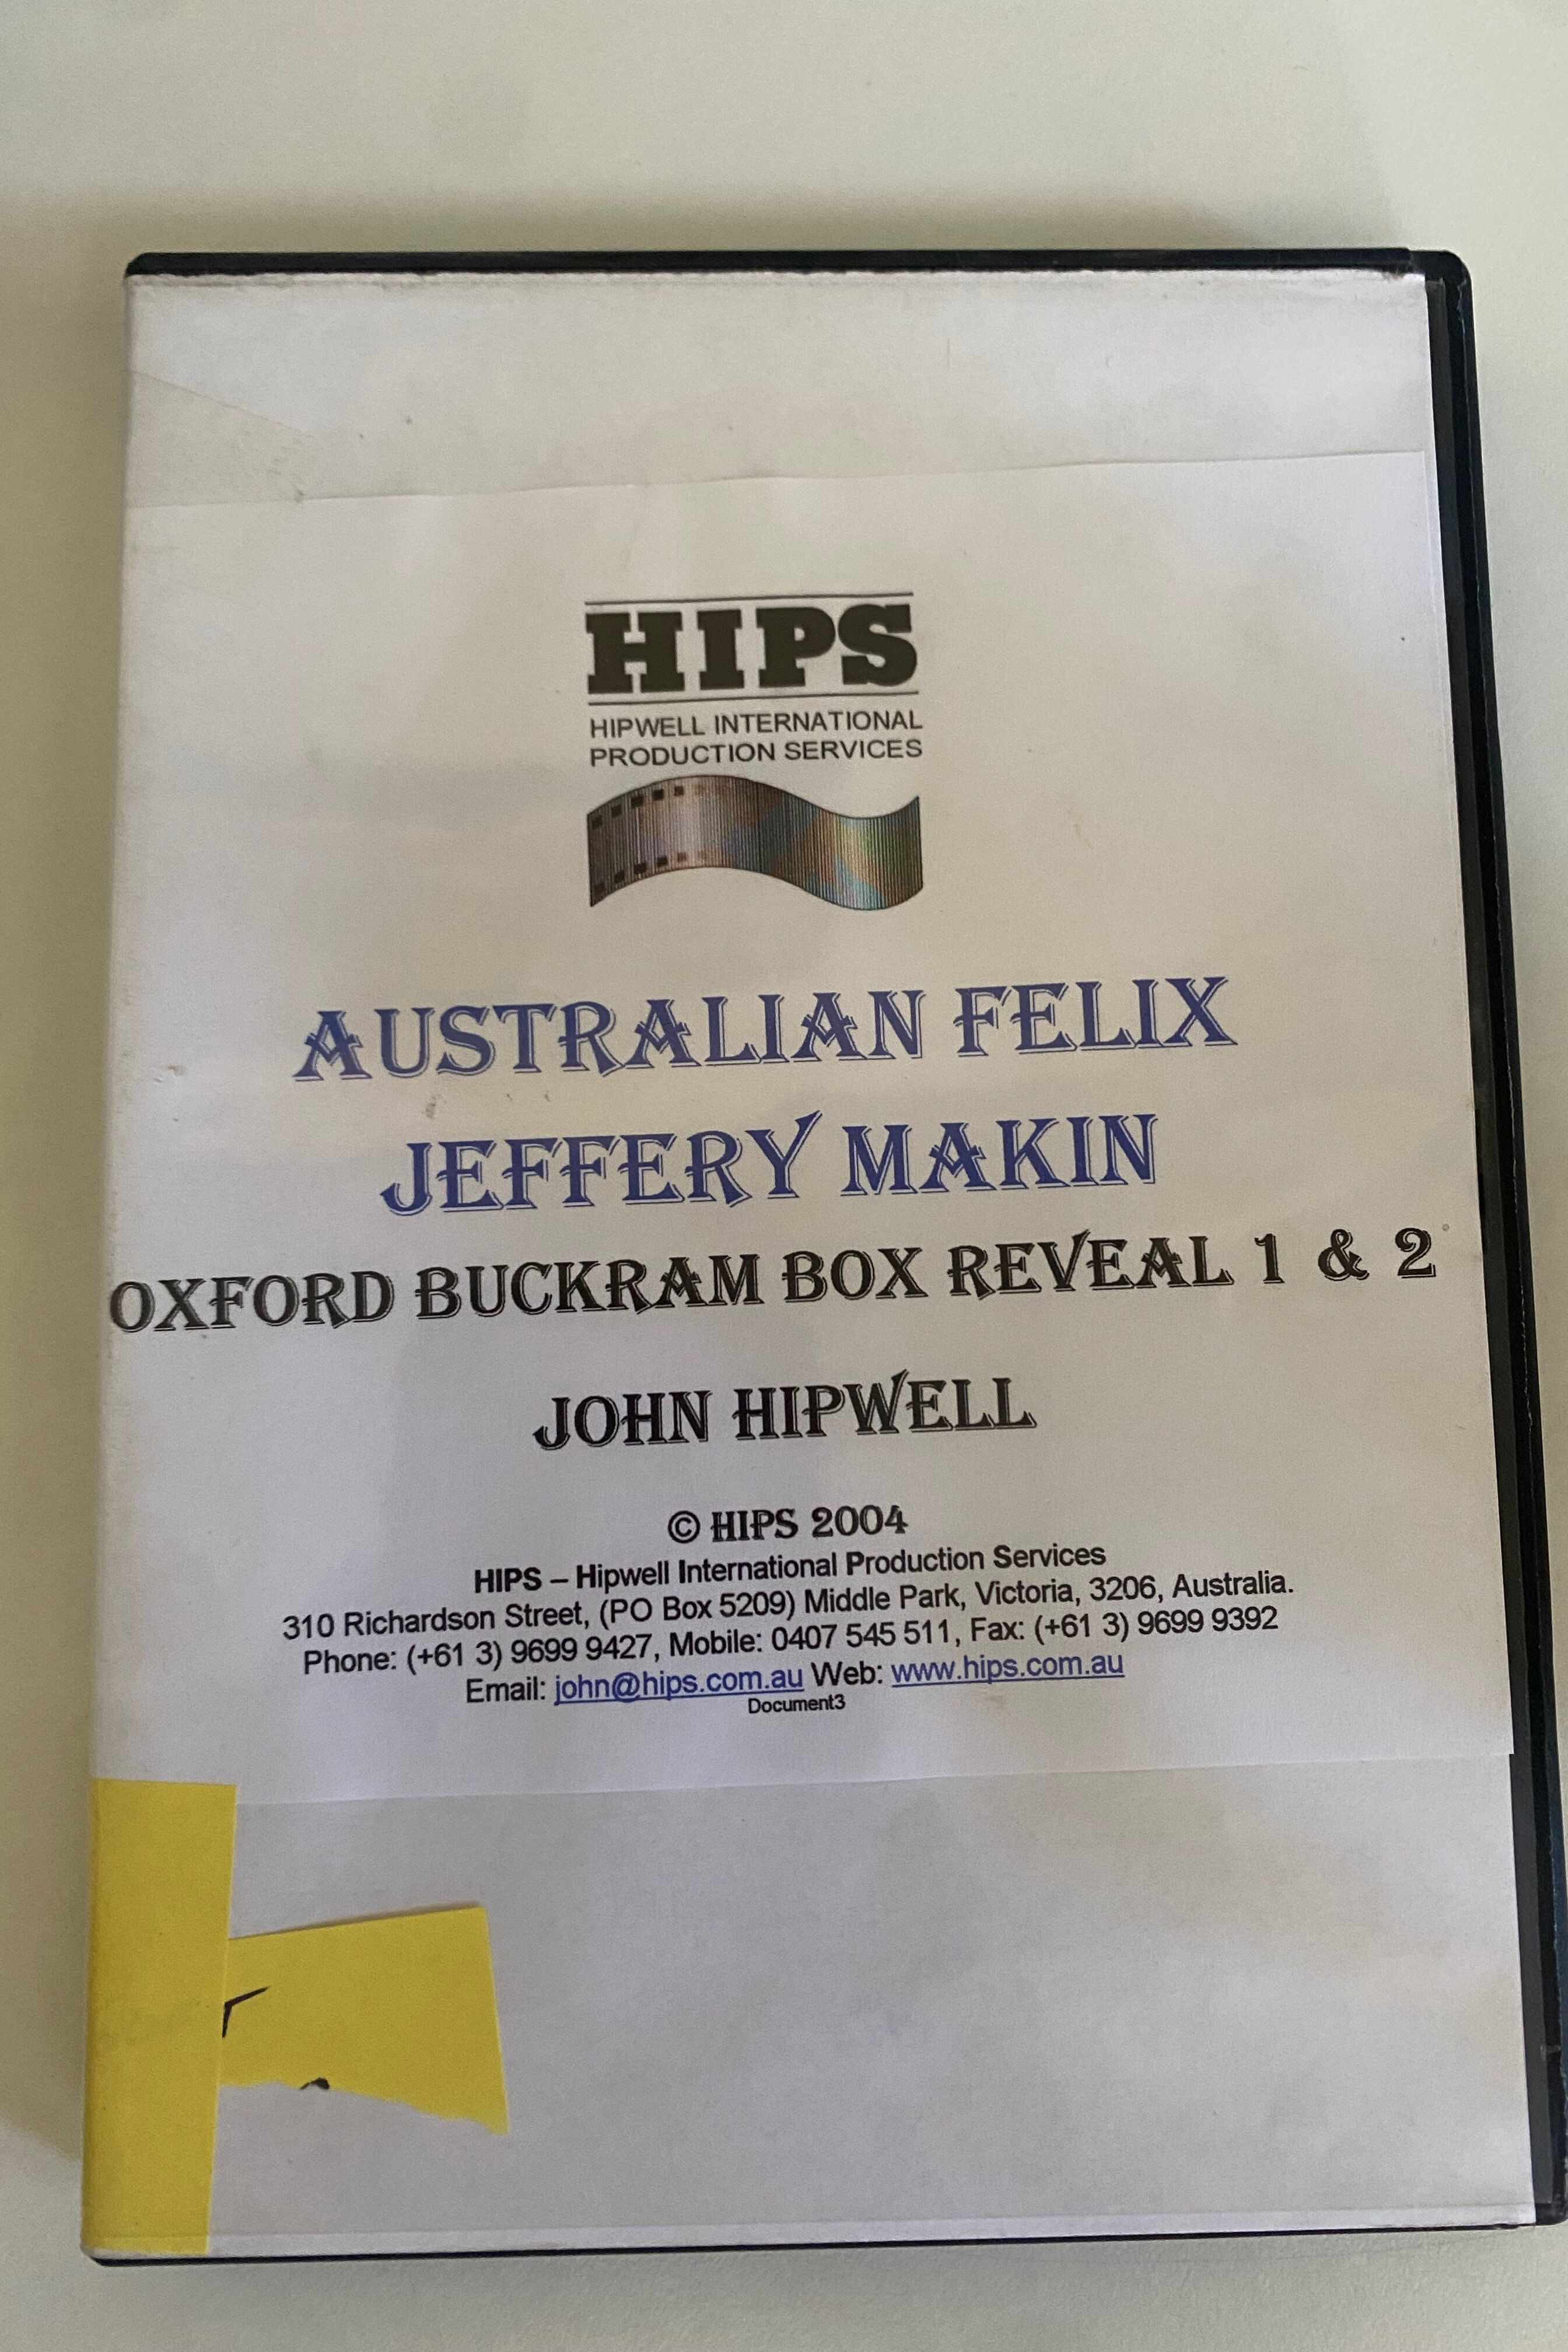 HIPS
HIPWELL INTERNATIONAL
PRODUCTION SERVICES
AUSTRALIAN FELIX
JEFFERY MAKIN
OXFORD BUCKRAM BOX REVEAL 1 & 2
JOHN HIPWELL
© HIPS 2004
HIPS – Hipwell International Production Services
310 Richardson Street, (PO Box 5209) Middle Park, Victoria, 3206, Australia.
Phone: (+61 3) 9699 9427, Mobile: 0407 545 511, Fax: (+61 3) 9699 9392
Email: john@hips.com.au Web: www.hips.com.au
Document3